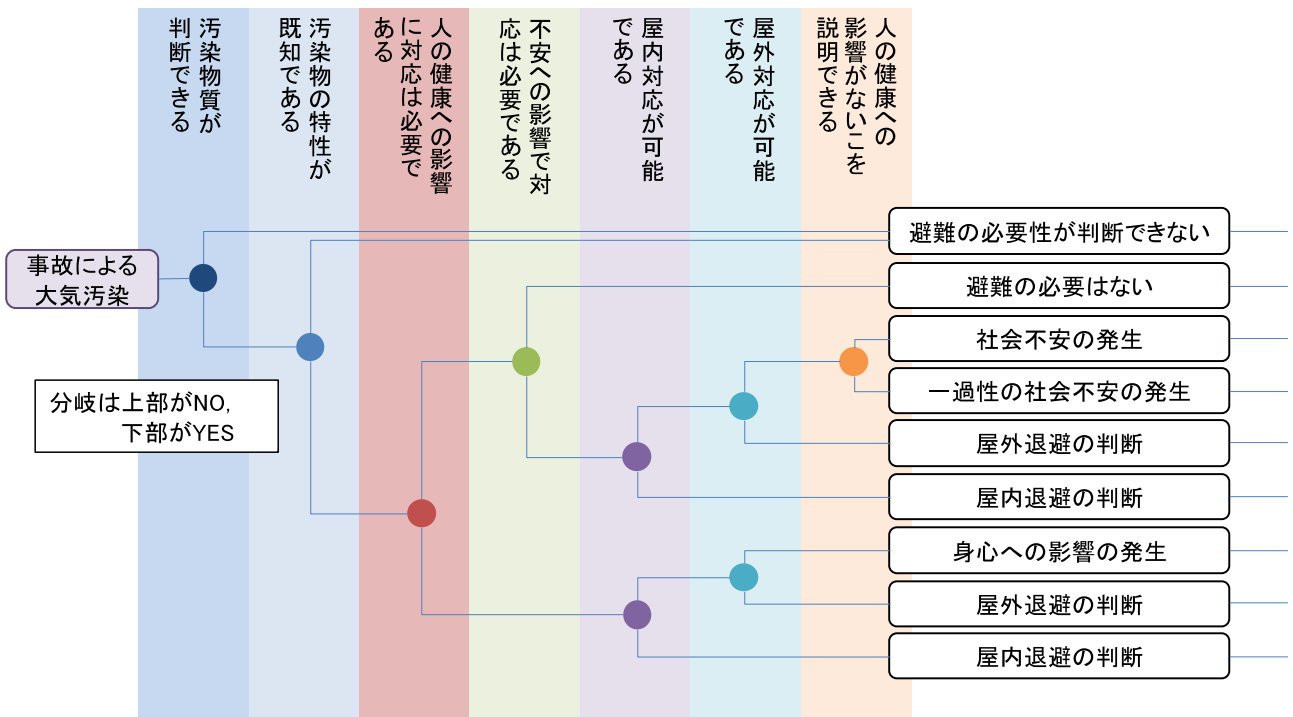 汚染物質が
判断できる
汚染物の特性が
既知である
人の健康への影響
に対応は必要で
ある
不安への影響で対
応は必要である
屋内対応が可能
である
屋外対応が可能
である
人の健康への
影響がないこを
説明できる
事故による
大気汚染
分岐は上部がNO,
下部がYES
避難の必要性が判断できない
避難の必要はない
社会不安の発生
一過性の社会不安の発生
屋外退避の判断
屋内退避の判断
身心への影響の発生
屋外退避の判断
屋内退避の判断